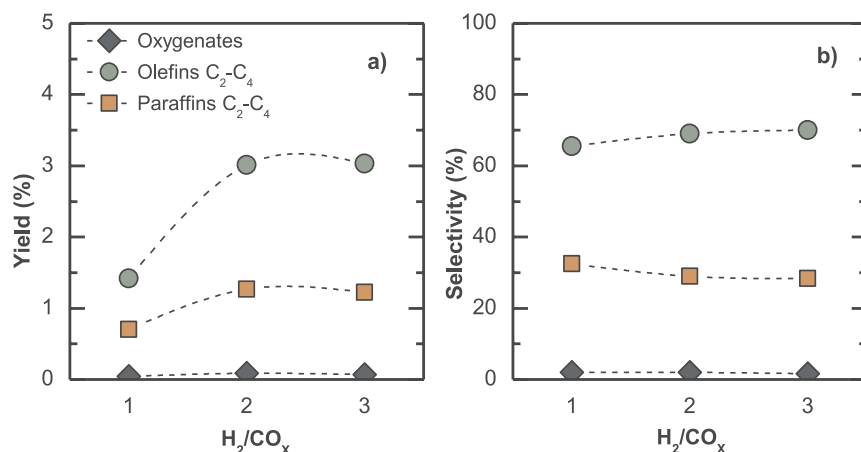 5
4
3
2
1
0
Yield (%)
Oxygenates
Olefins C₂-C₄
Paraffins C₂-C₄
a)
1 2 3
H₂/COₓ
100
80
60
40
20
0
Selectivity (%)
b)
1 2 3
H₂/COₓ